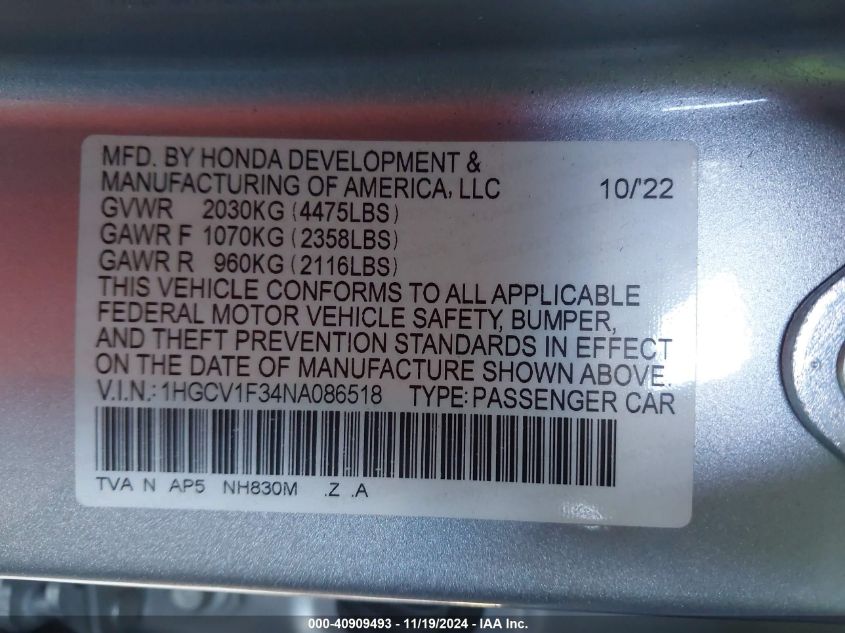 MFD. BY HONDA DEVELOPMENT &
MANUFACTURING OF AMERICA, LLC 10/'22
GVWR 2030KG (4475LBS)
GAWR F 1070KG (2358LBS)
GAWR R 960KG (2116LBS)
THIS VEHICLE CONFORMS TO ALL APPLICABLE
FEDERAL MOTOR VEHICLE SAFETY, BUMPER,
AND THEFT PREVENTION STANDARDS IN EFFECT
ON THE DATE OF MANUFACTURE SHOWN ABOVE.
V.I.N.: 1HGCV1F34NA086518 TYPE: PASSENGER CAR
TVA N AP5 NH830M .Z .A
000-40909493 - 11/19/2024 - IAA Inc.